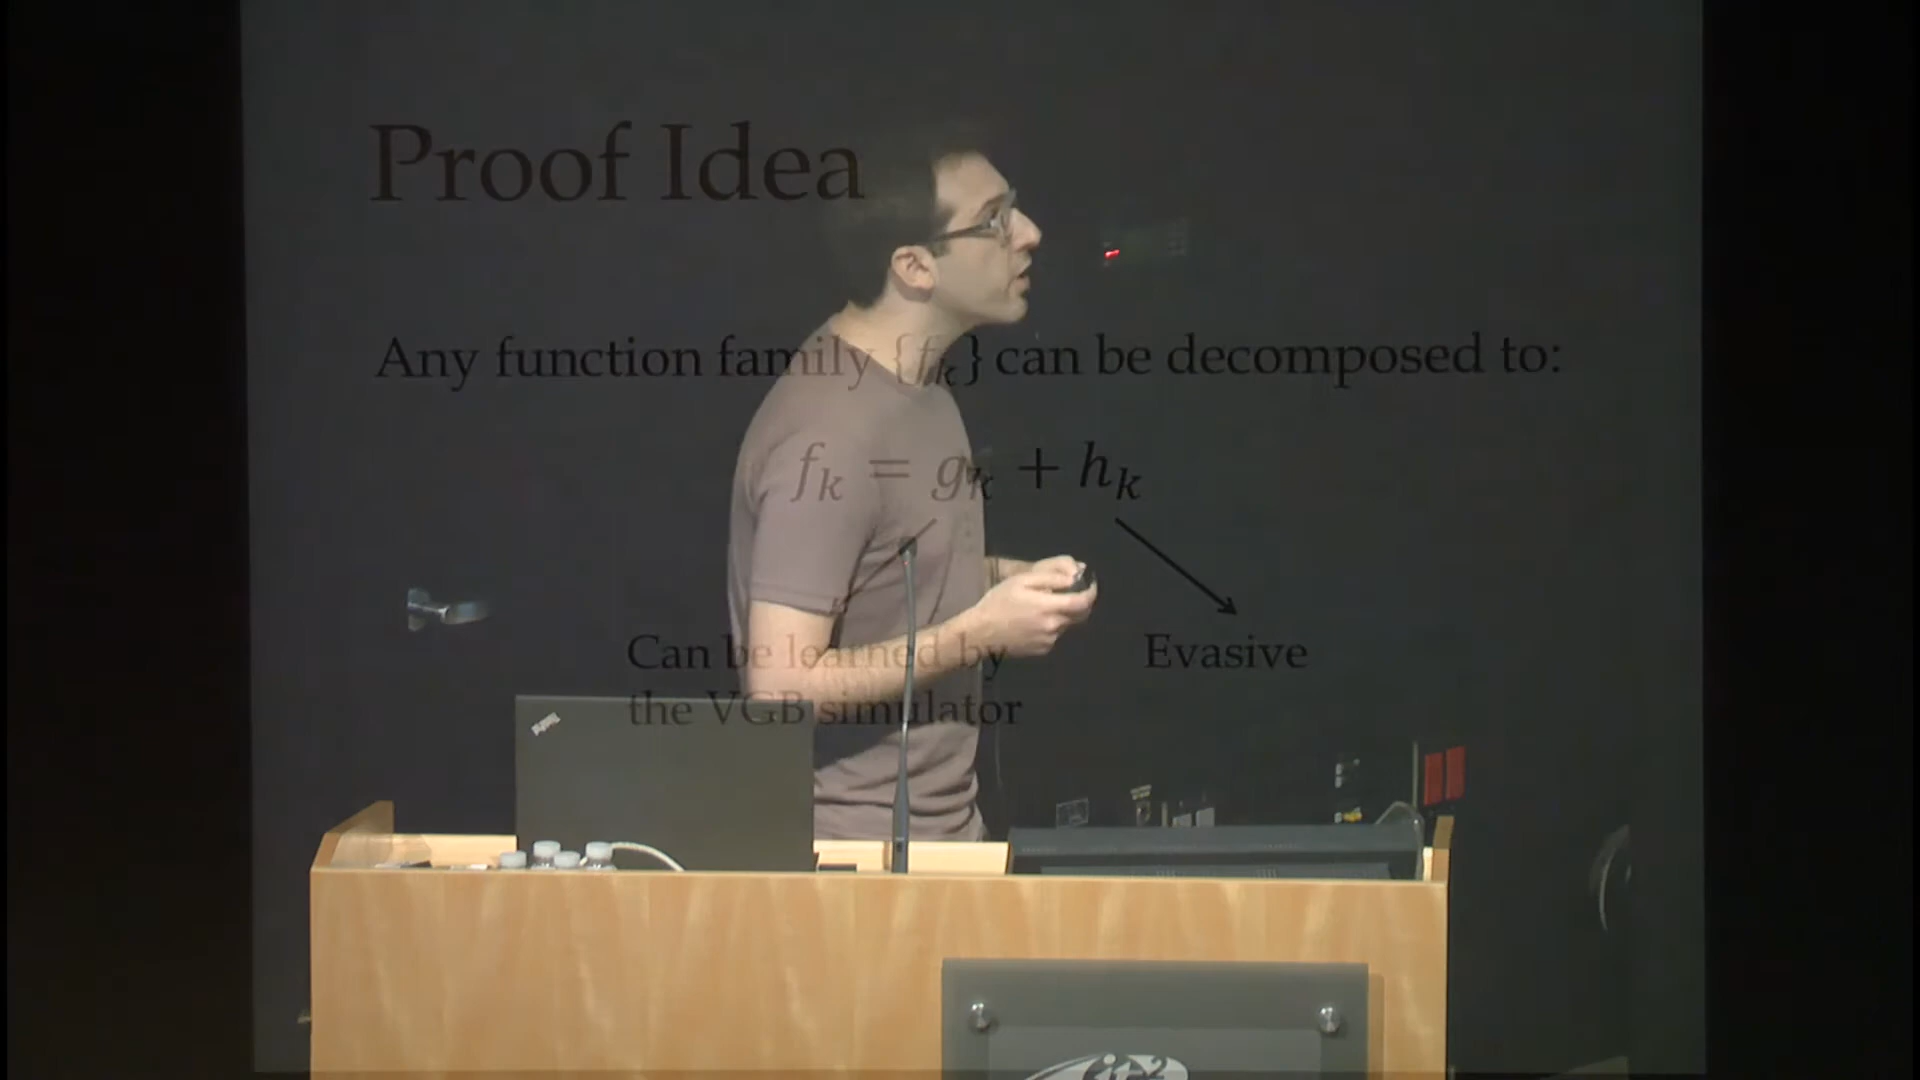 Proof Idea
Any function family {f_k} can be decomposed to:
f_k = g_k + h_k
Can be learned by
the VGB simulator
Evasive